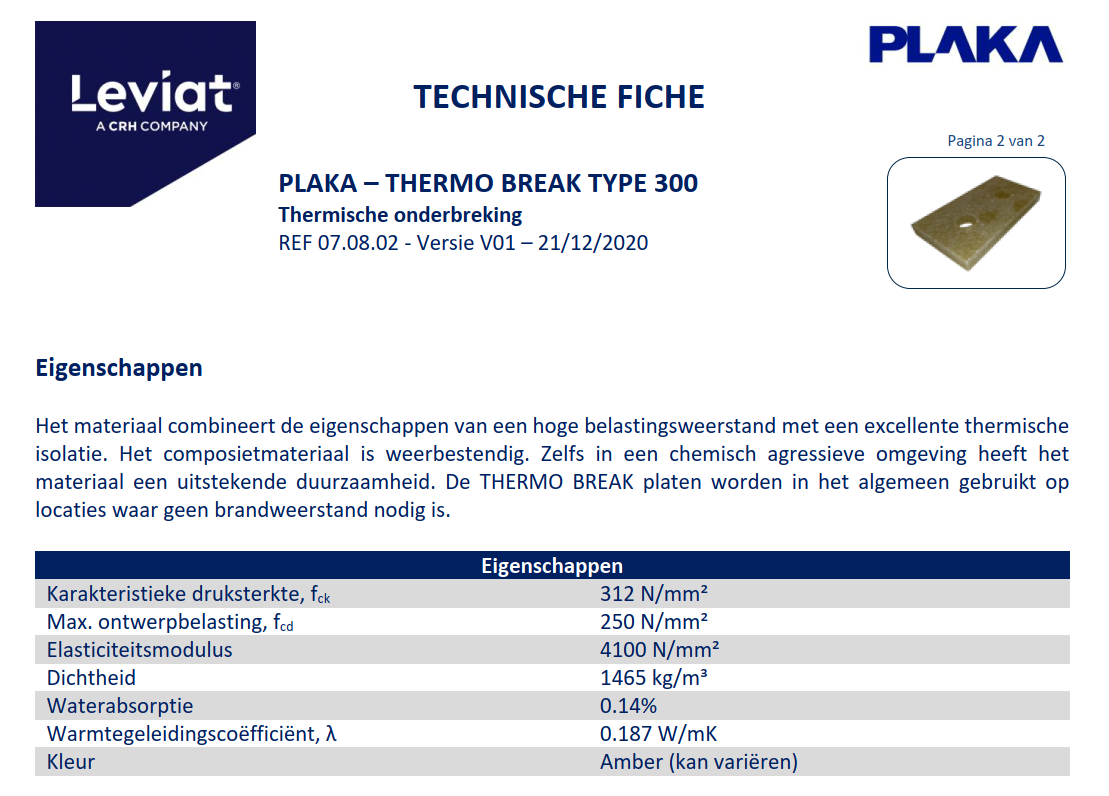 Leviat®
A CRH COMPANY
PLAKA
TECHNISCHE FICHE
Pagina 2 van 2
PLAKA – THERMO BREAK TYPE 300
Thermische onderbreking
REF 07.08.02 - Versie V01 – 21/12/2020
Eigenschappen
Het materiaal combineert de eigenschappen van een hoge belastingsweerstand met een excellente thermische
isolatie. Het composietmateriaal is weerbestendig. Zelfs in een chemisch agressieve omgeving heeft het
materiaal een uitstekende duurzaamheid. De THERMO BREAK platen worden in het algemeen gebruikt op
locaties waar geen brandweerstand nodig is.
Eigenschappen
Karakteristieke druksterkte, fck 312 N/mm²
Max. ontwerpbelasting, fcd 250 N/mm²
Elasticiteitsmodulus 4100 N/mm²
Dichtheid 1465 kg/m³
Waterabsorptie 0.14%
Warmtegeleidingscoëfficiënt, λ 0.187 W/mK
Kleur Amber (kan variëren)